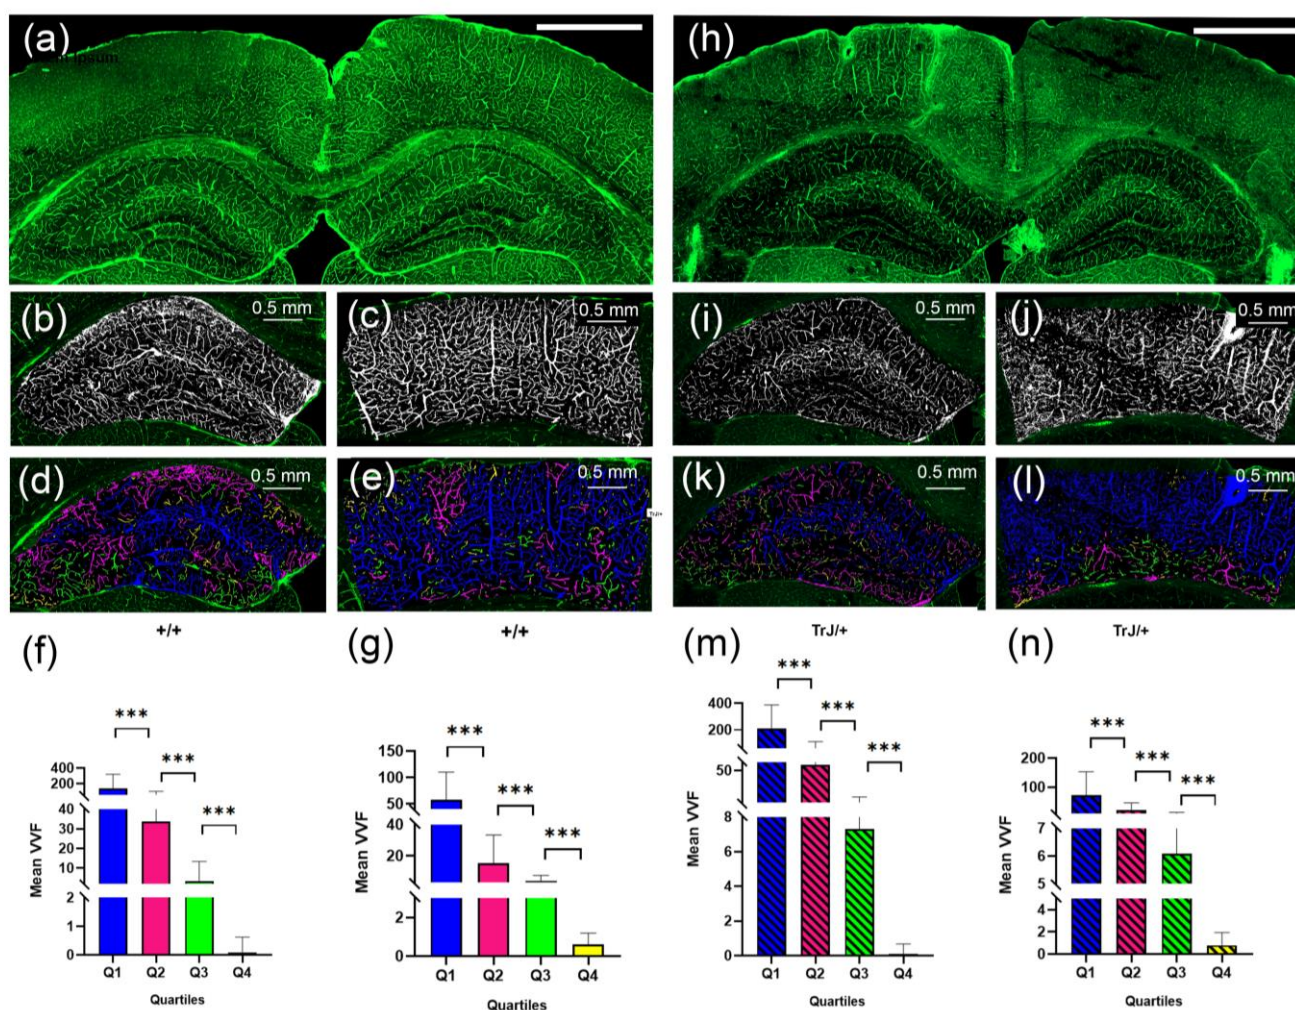 (a)
ipsum
(h)
(b)
0.5 mm
(c)
0.5 mm
(i)
0.5 mm
(j)
0.5 mm
(d)
0.5 mm
(e)
0.5 mm
TrJ/+
(k)
0.5 mm
(l)
0.5 mm
+/+
+/+
TrJ/+
TrJ/+
(f)
(g)
(m)
(n)
***
***
***
400
200
40
30
20
10
2
1
0
Mean VVF
Q1 Q2 Q3 Q4
Quartiles
***
***
***
150
100
50
40
20
2
0
Mean VVF
Q1 Q2 Q3 Q4
Quartiles
***
***
***
400
200
50
8
6
4
2
0
Mean VVF
Q1 Q2 Q3 Q4
Quartiles
***
***
***
200
100
7
6
5
4
2
0
Mean VVF
Q1 Q2 Q3 Q4
Quartiles